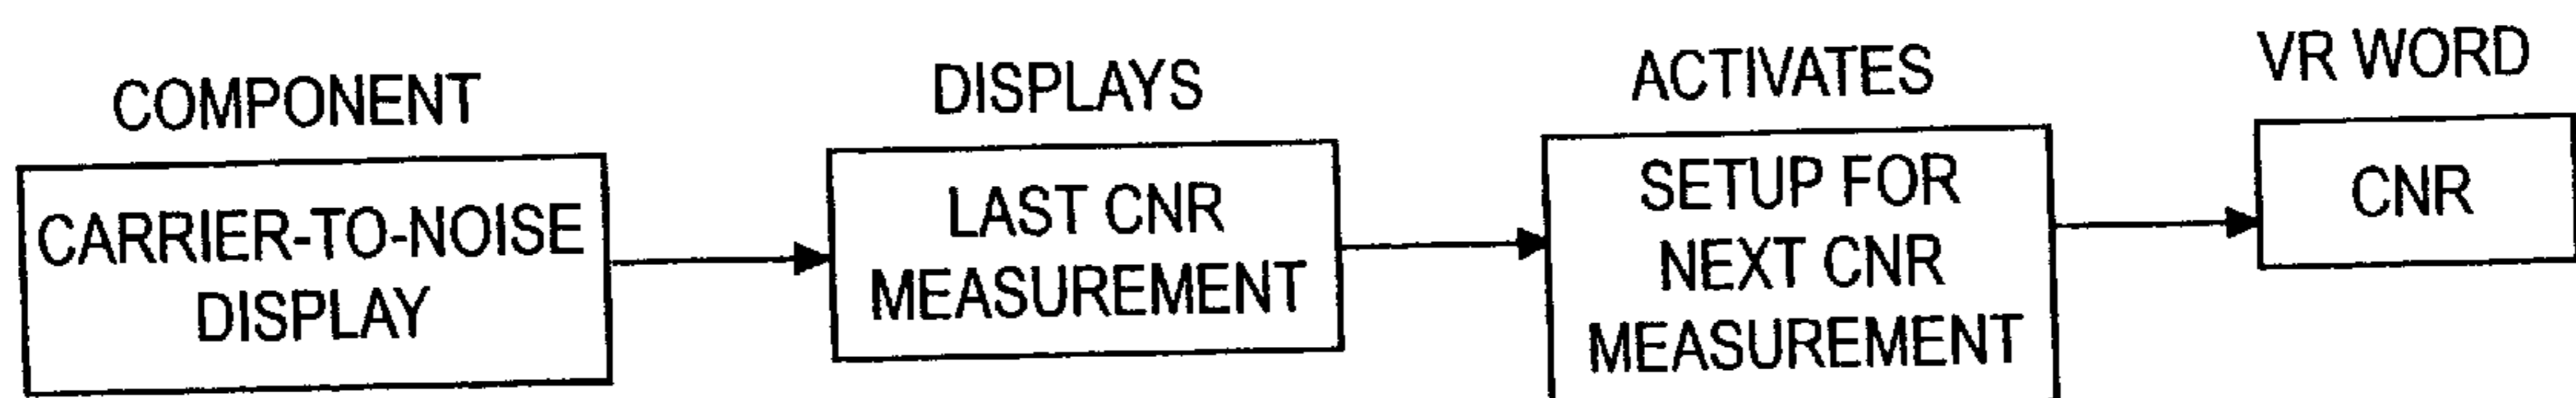 COMPONENT
CARRIER-TO-NOISE
DISPLAY
DISPLAYS
LAST CNR
MEASUREMENT
ACTIVATES
SETUP FOR
NEXT CNR
MEASUREMENT
VR WORD
CNR